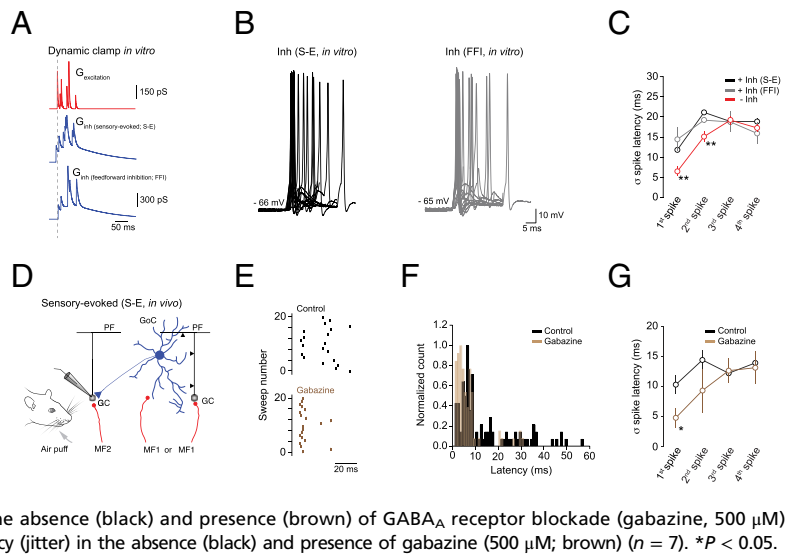 A
Dynamic clamp in vitro
Gexcitation
150 pS
Ginh (sensory-evoked; S-E)
Ginh (feedforward inhibition; FFI)
300 pS
50 ms
B
Inh (S-E, in vitro)
- 66 mV
Inh (FFI, in vitro)
- 65 mV
10 mV
5 ms
C
+ Inh (S-E)
+ Inh (FFI)
- Inh
σ spike latency (ms)
30
25
20
15
10
5
0
**
**
1st spike
2nd spike
3rd spike
4th spike
D
Sensory-evoked (S-E, in vivo)
PF
GoC
PF
GC
GC
Air puff
MF2
MF1 or MF1
E
Control
Sweep number
20
0
Gabazine
20
0
20 ms
F
Control
Gabazine
Normalized count
1.2
1.0
0.8
0.6
0.4
0.2
0
0 10 20 30 40 50 60
Latency (ms)
G
Control
Gabazine
σ spike latency (ms)
20
15
10
5
0
*
1st spike
2nd spike
3rd spike
4th spike
ne absence (black) and presence (brown) of GABAA receptor blockade (gabazine, 500 μM)
cy (jitter) in the absence (black) and presence of gabazine (500 μM; brown) (n = 7). *P < 0.05.